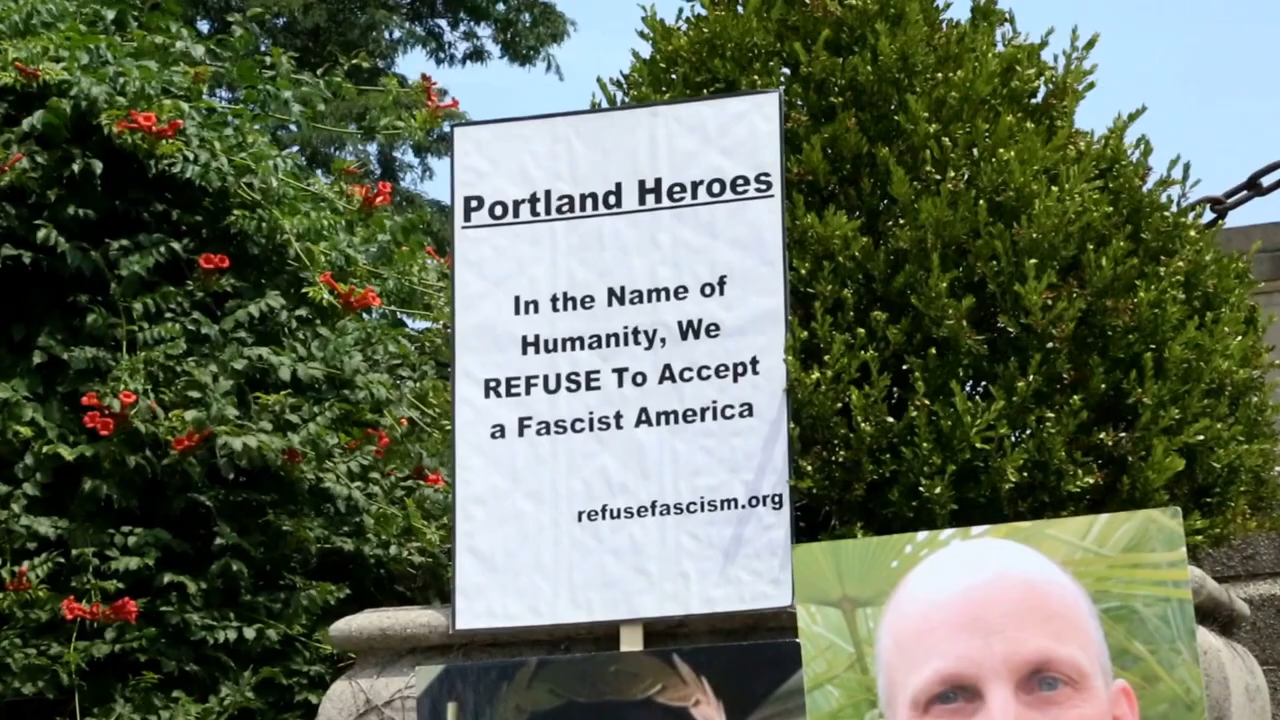 Portland Heroes
In the Name of
Humanity, We
REFUSE To Accept
a Fascist America
refusefascism.org